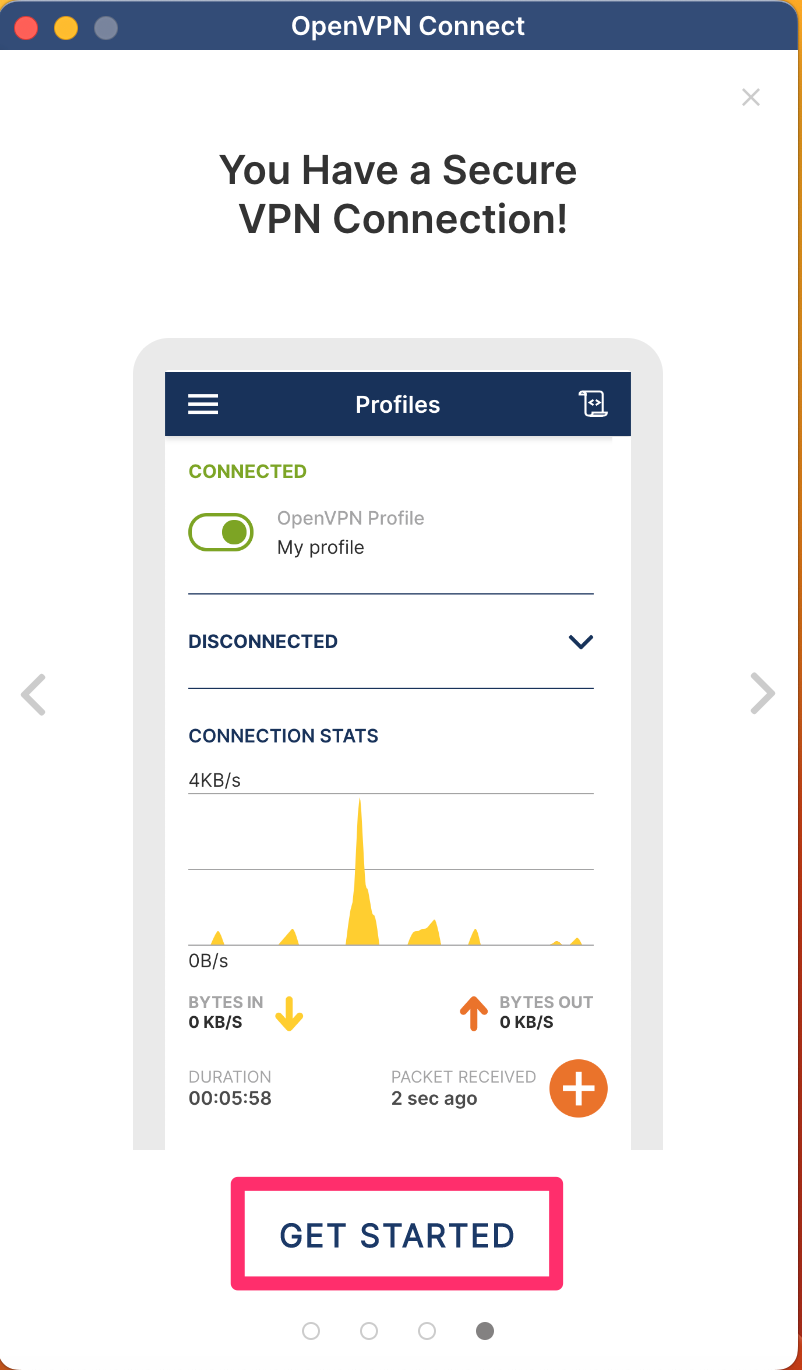 OpenVPN Connect
You Have a Secure
VPN Connection!
Profiles
CONNECTED
OpenVPN Profile
My profile
DISCONNECTED
CONNECTION STATS
4KB/s
0B/s
BYTES IN
0 KB/S
BYTES OUT
0 KB/S
DURATION
00:05:58
PACKET RECEIVED
2 sec ago
GET STARTED